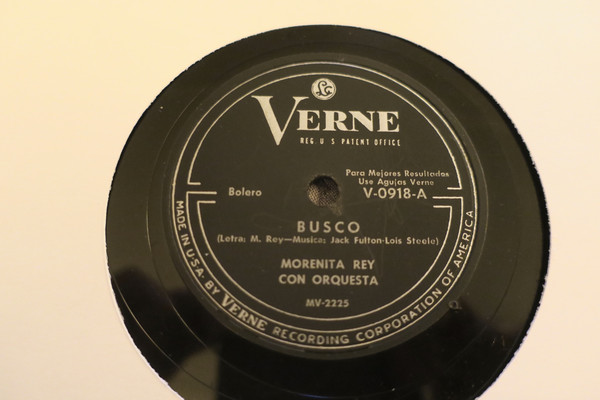 VERNE
REG. U S PATENT OFFICE
Para Mejores Resultados
Use Agujas Verne
Bolero
V-0918-A
BUSCO
(Letra: M. Rey—Musica: Jack Fulton-Lois Steele)
MORENITA REY
CON ORQUESTA
MV-2225
MADE IN U.S.A. BY VERNE RECORDING CORPORATION OF AMERICA